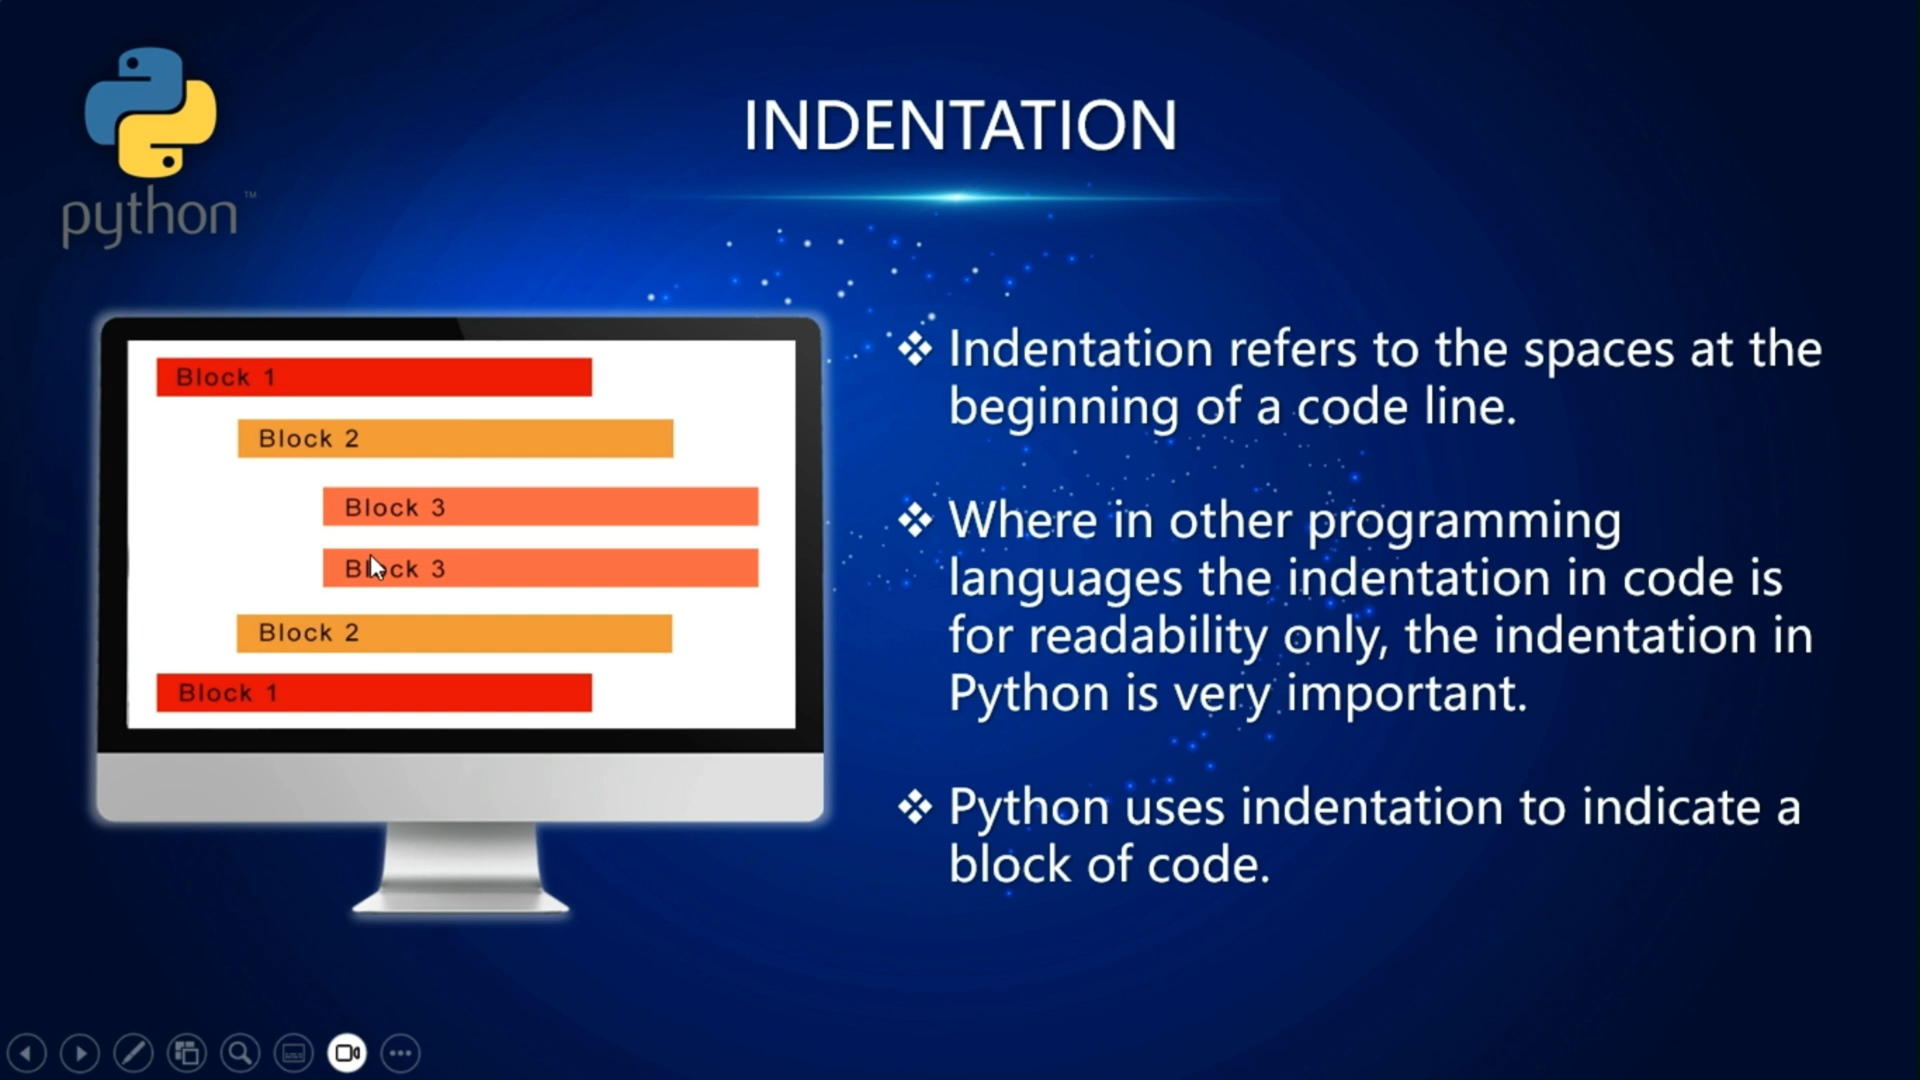 python™
INDENTATION
Block 1
Block 2
Block 3
Block 3
Block 2
Block 1
❖ Indentation refers to the spaces at the
beginning of a code line.
❖ Where in other programming
languages the indentation in code is
for readability only, the indentation in
Python is very important.
❖ Python uses indentation to indicate a
block of code.